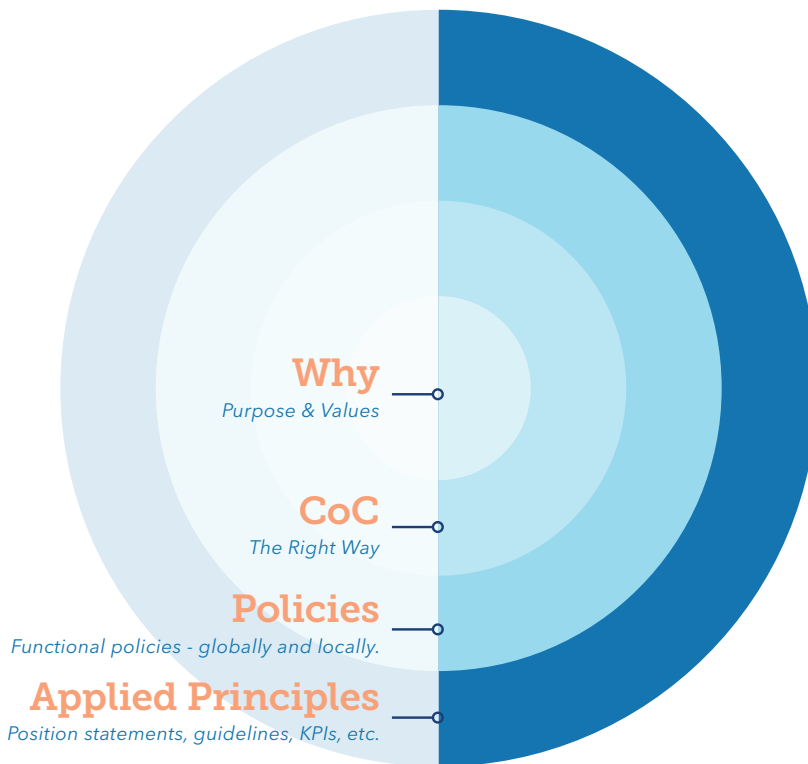 Why
Purpose & Values
CoC
The Right Way
Policies
Functional policies - globally and locally.
Applied Principles
Position statements, guidelines, KPIs, etc.